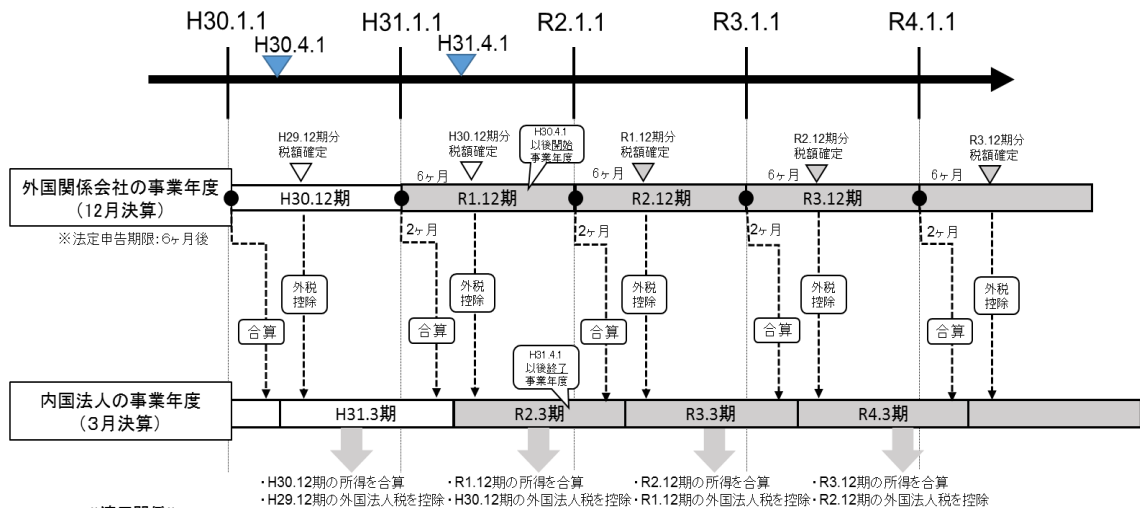 H30.1.1
H31.1.1
R2.1.1
R3.1.1
R4.1.1
H30.4.1
H31.4.1
H29.12期分
税額確定
H30.12期分
税額確定
H30.4.1
以後開始
事業年度
R1.12期分
税額確定
R2.12期分
税額確定
R3.12期分
税額確定
外国関係会社の事業年度
(12月決算)
※法定申告期限:6ヶ月後
6ヶ月
6ヶ月
6ヶ月
6ヶ月
H30.12期
R1.12期
R2.12期
R3.12期
2ヶ月
2ヶ月
2ヶ月
2ヶ月
外税
控除
外税
控除
外税
控除
外税
控除
外税
控除
合算
合算
合算
合算
合算
H31.4.1
以後終了
事業年度
内国法人の事業年度
(3月決算)
H31.3期
R2.3期
R3.3期
R4.3期
・H30.12期の所得を合算
・H29.12期の外国法人税を控除
・R1.12期の所得を合算
・H30.12期の外国法人税を控除
・R2.12期の所得を合算
・R1.12期の外国法人税を控除
・R3.12期の所得を合算
・R2.12期の外国法人税を控除